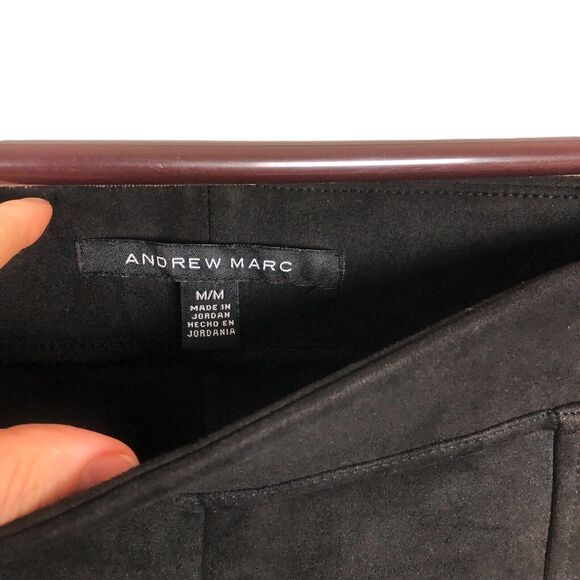 ANDREW MARC
M/M
MADE IN
JORDAN
HECHO EN
JORDANIA